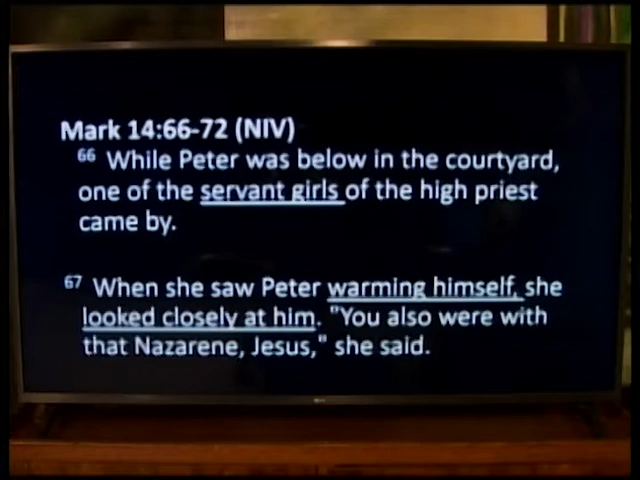 Mark 14:66-72 (NIV)
66 While Peter was below in the courtyard,
one of the servant girls of the high priest
came by.
67 When she saw Peter warming himself, she
looked closely at him. "You also were with
that Nazarene, Jesus," she said.